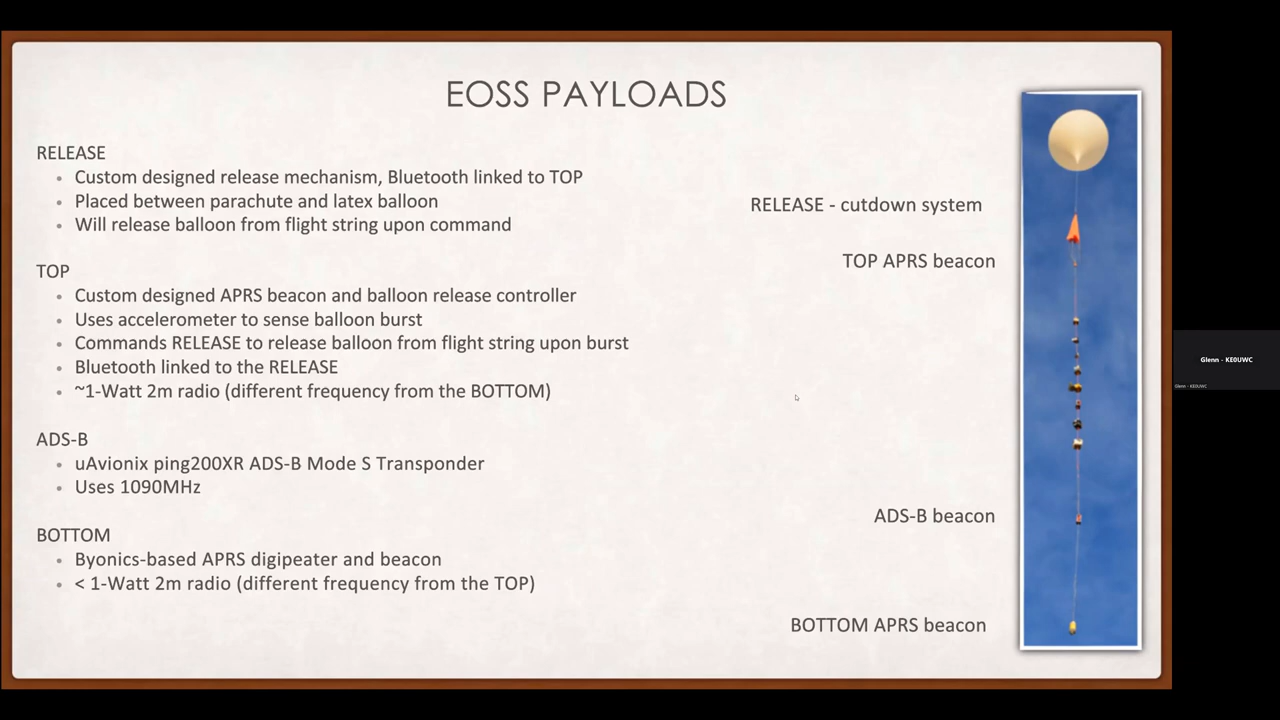 EOSS PAYLOADS
RELEASE
• Custom designed release mechanism, Bluetooth linked to TOP
• Placed between parachute and latex balloon
• Will release balloon from flight string upon command
TOP
• Custom designed APRS beacon and balloon release controller
• Uses accelerometer to sense balloon burst
• Commands RELEASE to release balloon from flight string upon burst
• Bluetooth linked to the RELEASE
• ~1-Watt 2m radio (different frequency from the BOTTOM)
ADS-B
• uAvionix ping200XR ADS-B Mode S Transponder
• Uses 1090MHz
BOTTOM
• Byonics-based APRS digipeater and beacon
• < 1-Watt 2m radio (different frequency from the TOP)
RELEASE - cutdown system
TOP APRS beacon
ADS-B beacon
BOTTOM APRS beacon
Glenn - KE0UWC
Glenn - KE0UWC